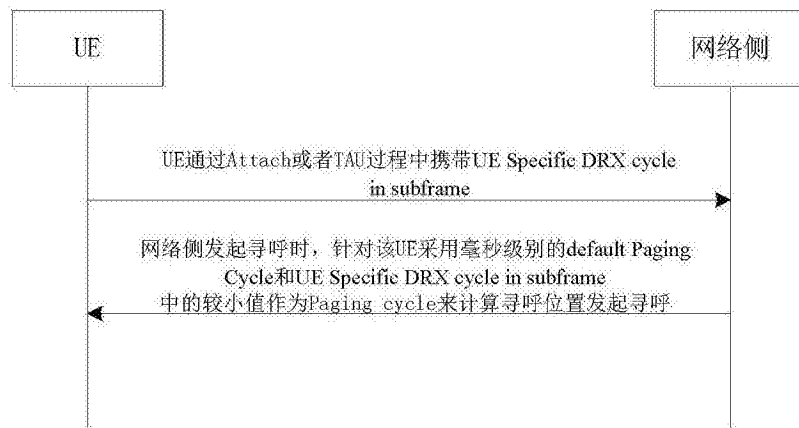 UE
网络侧
UE通过Attach或者TAU过程中携带UE Specific DRX cycle
in subframe
网络侧发起寻呼时，针对该UE采用毫秒级别的default Paging
Cycle和UE Specific DRX cycle in subframe
中的较小值作为Paging cycle来计算寻呼位置发起寻呼